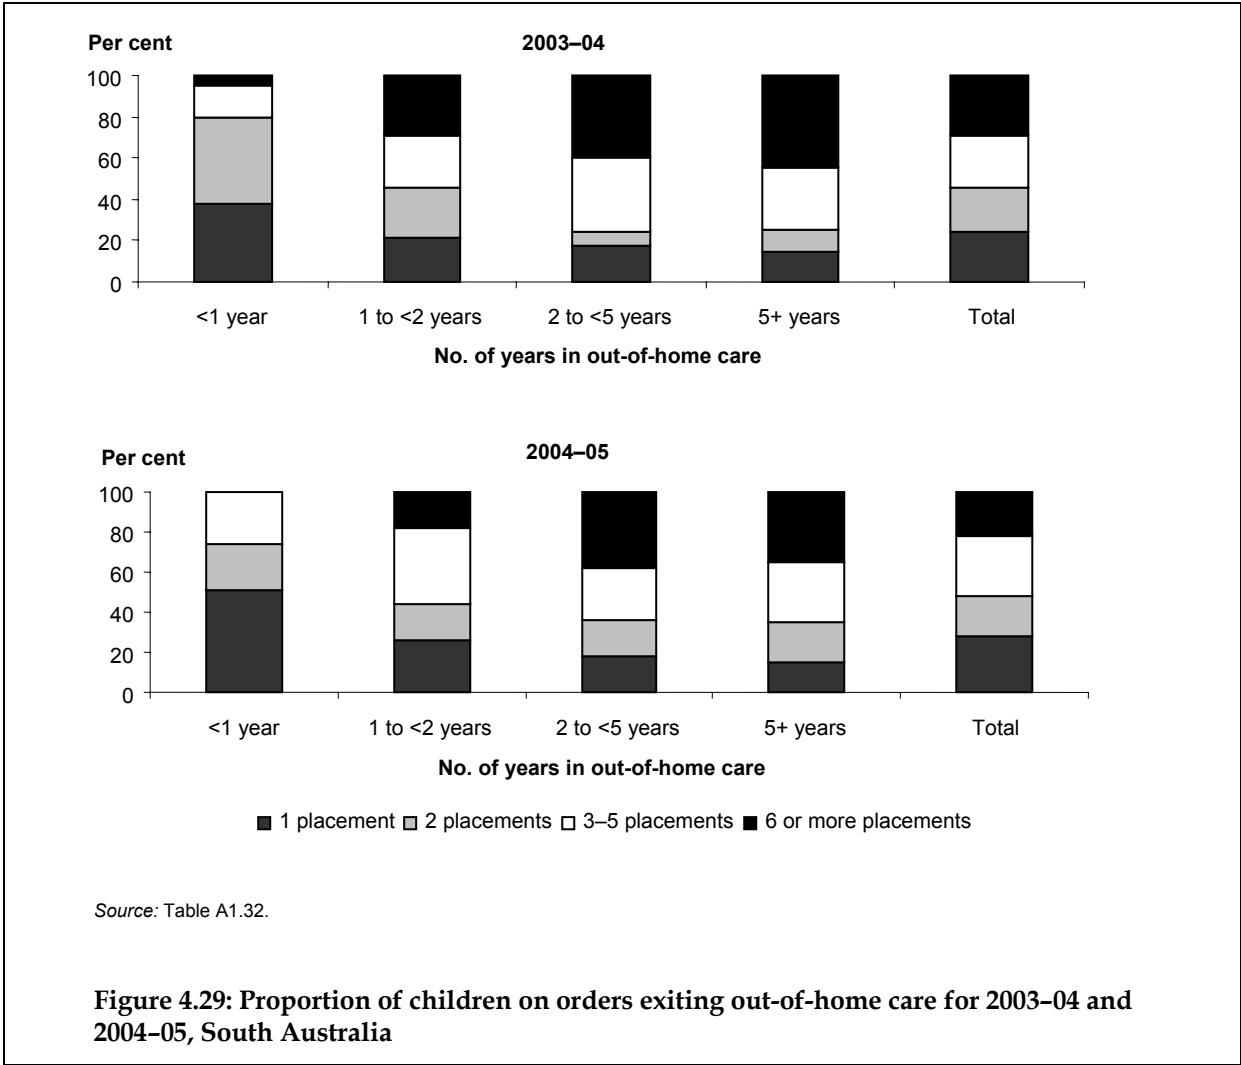 Per cent
2003–04
100
80
60
40
20
0
<1 year 1 to <2 years 2 to <5 years 5+ years Total
No. of years in out-of-home care
Per cent
2004–05
100
80
60
40
20
0
<1 year 1 to <2 years 2 to <5 years 5+ years Total
No. of years in out-of-home care
1 placement 2 placements 3–5 placements 6 or more placements
Source: Table A1.32.
Figure 4.29: Proportion of children on orders exiting out-of-home care for 2003–04 and
2004–05, South Australia